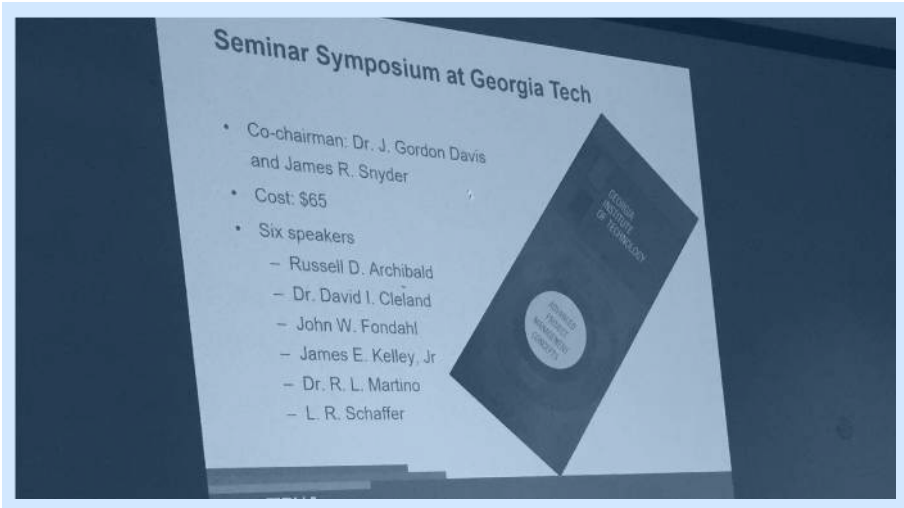 Seminar Symposium at Georgia Tech
• Co-chairman: Dr. J. Gordon Davis
and James R. Snyder
• Cost: $65
• Six speakers
– Russell D. Archibald
– Dr. David I. Cleland
– John W. Fondahl
– James E. Kelley, Jr
– Dr. R. L. Martino
– L. R. Schaffer
GEORGIA
INSTITUTE
OF TECHNOLOGY
ADVANCED
PROJECT
MANAGEMENT
CONCEPTS